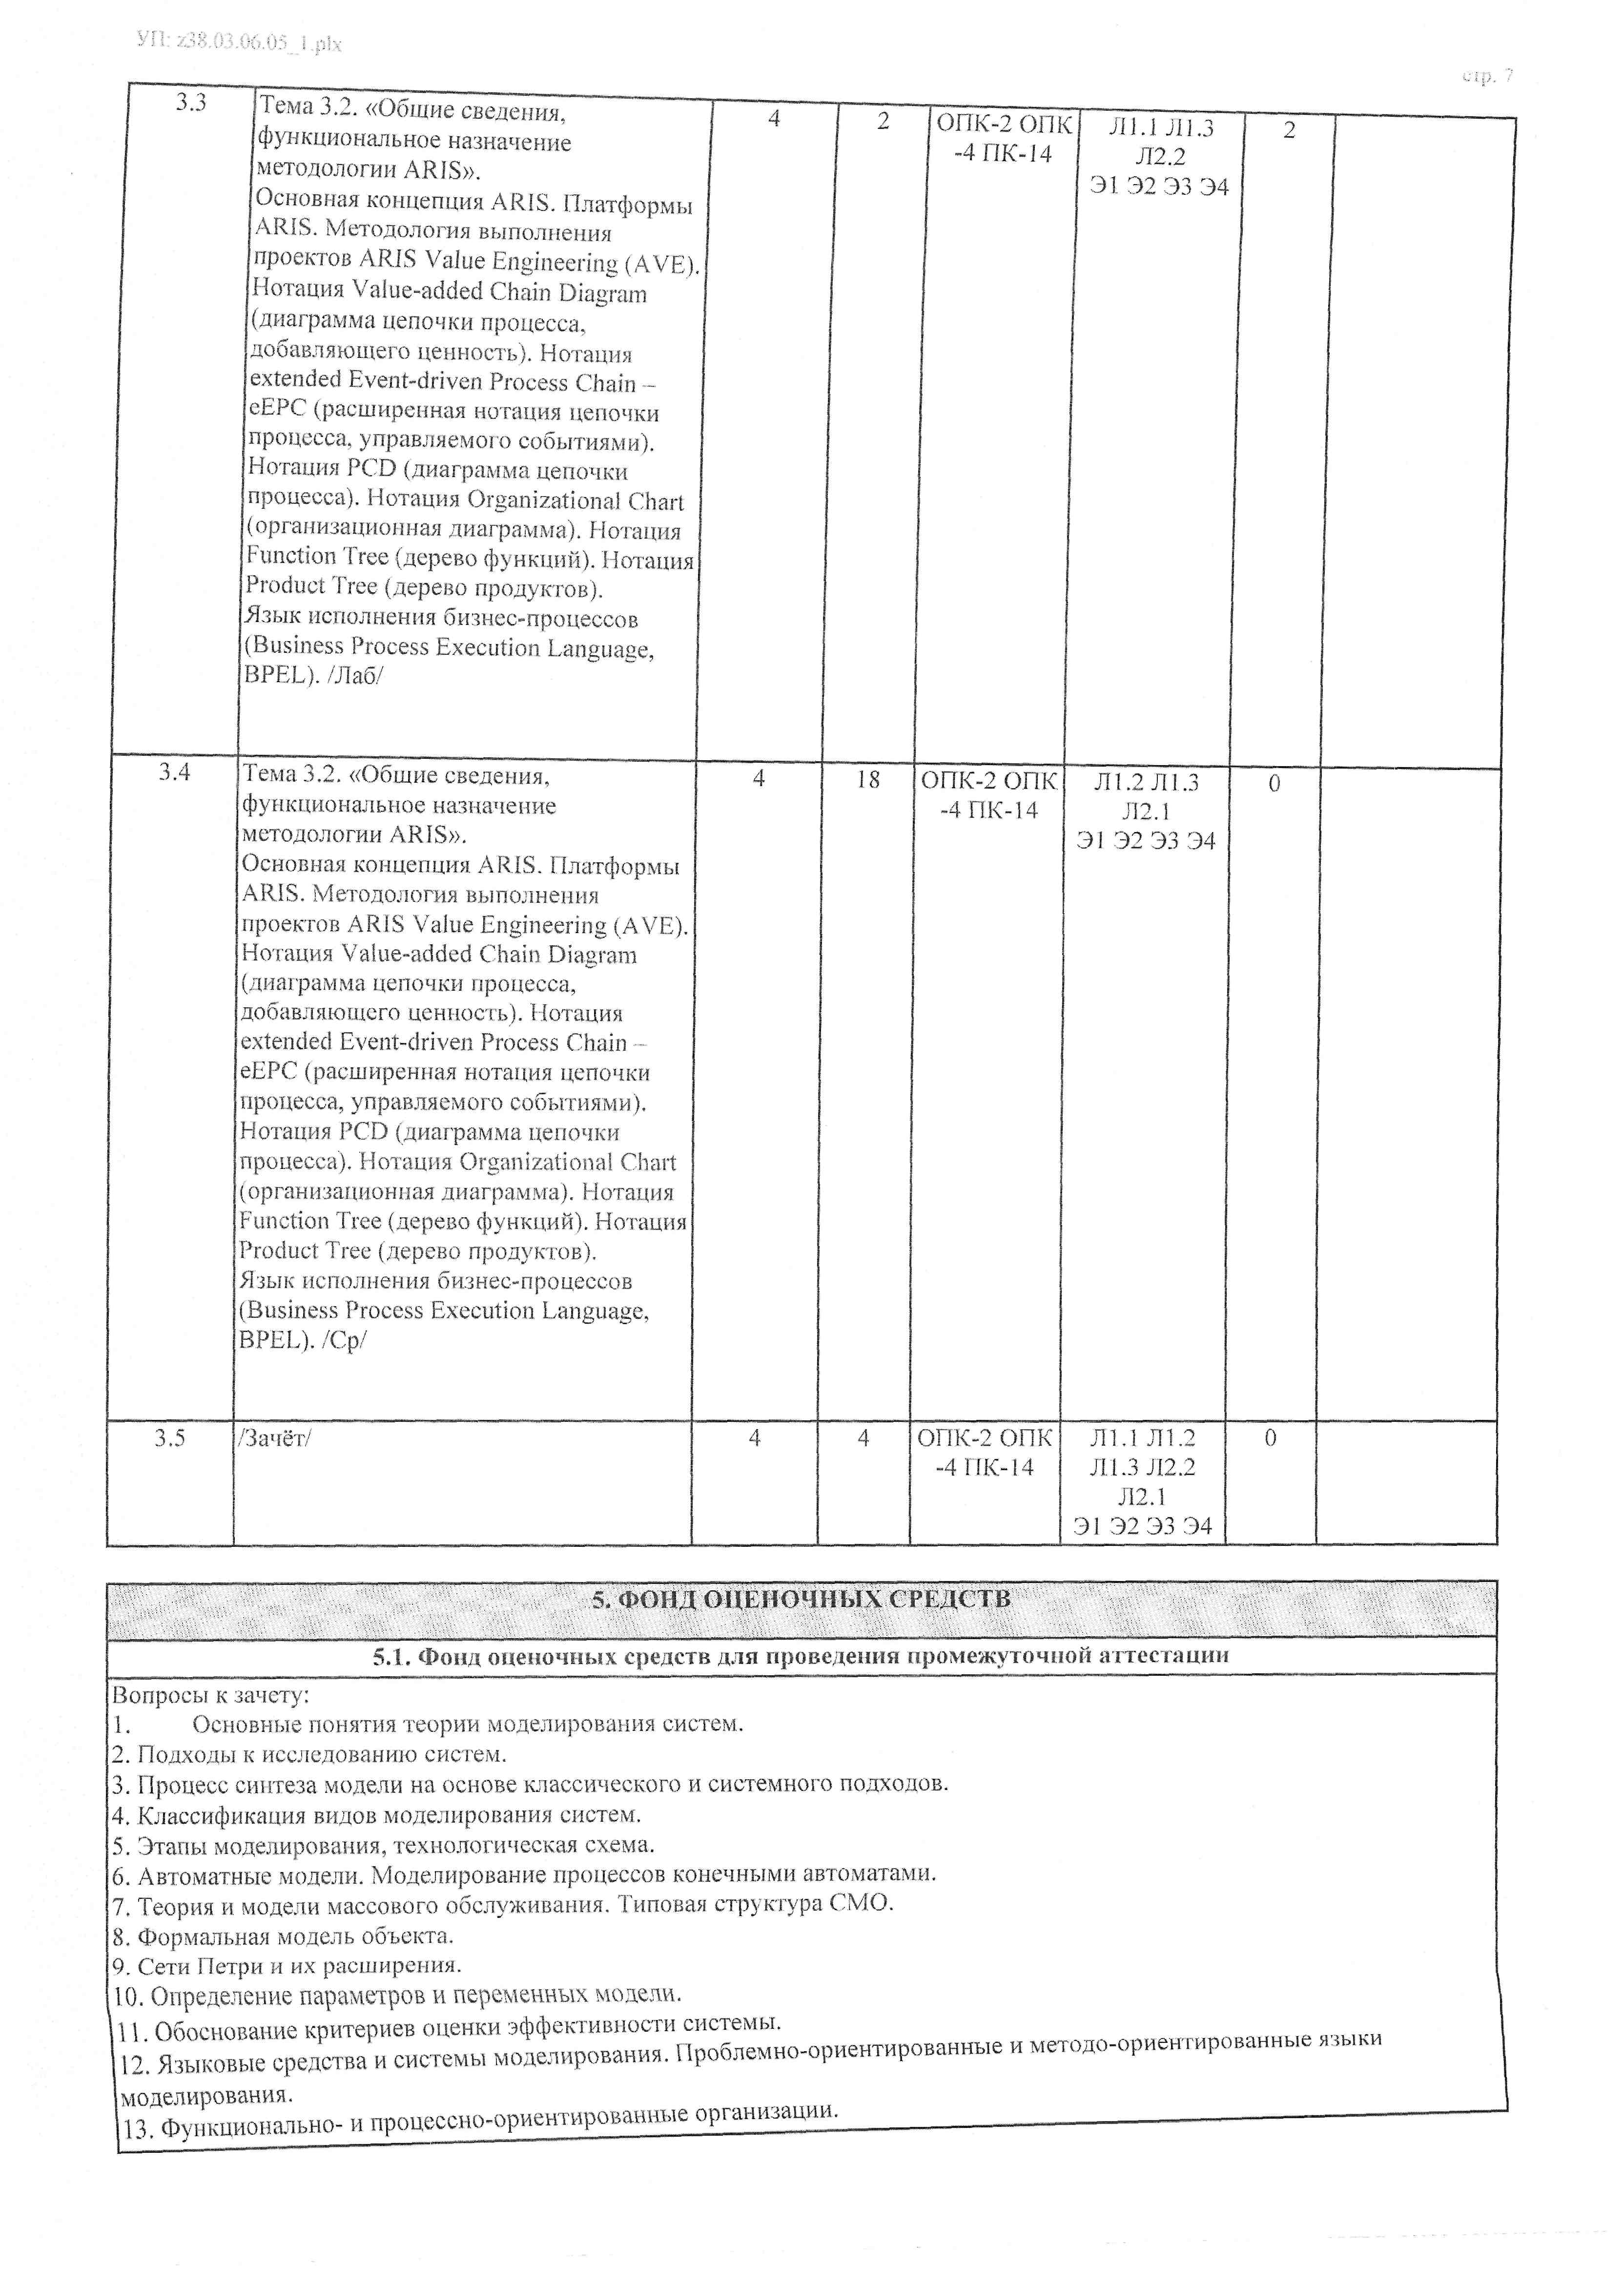 УП: z38.03.06.05_1.plx
стр. 7
3.3
Тема 3.2. «Общие сведения,
функциональное назначение
методологии ARIS».
Основная концепция ARIS. Платформы
ARIS. Методология выполнения
проектов ARIS Value Engineering (AVE).
Нотация Value-added Chain Diagram
(диаграмма цепочки процесса,
добавляющего ценность). Нотация
extended Event-driven Process Chain –
eEPC (расширенная нотация цепочки
процесса, управляемого событиями).
Нотация PCD (диаграмма цепочки
процесса). Нотация Organizational Chart
(организационная диаграмма). Нотация
Function Tree (дерево функций). Нотация
Product Tree (дерево продуктов).
Язык исполнения бизнес-процессов
(Business Process Execution Language,
BPEL). /Лаб/
4
2
ОПК-2 ОПК
-4 ПК-14
Л1.1 Л1.3
Л2.2
Э1 Э2 Э3 Э4
2
3.4
Тема 3.2. «Общие сведения,
функциональное назначение
методологии ARIS».
Основная концепция ARIS. Платформы
ARIS. Методология выполнения
проектов ARIS Value Engineering (AVE).
Нотация Value-added Chain Diagram
(диаграмма цепочки процесса,
добавляющего ценность). Нотация
extended Event-driven Process Chain –
eEPC (расширенная нотация цепочки
процесса, управляемого событиями).
Нотация PCD (диаграмма цепочки
процесса). Нотация Organizational Chart
(организационная диаграмма). Нотация
Function Tree (дерево функций). Нотация
Product Tree (дерево продуктов).
Язык исполнения бизнес-процессов
(Business Process Execution Language,
BPEL). /Ср/
4
18
ОПК-2 ОПК
-4 ПК-14
Л1.2 Л1.3
Л2.1
Э1 Э2 Э3 Э4
0
3.5
/Зачёт/
4
4
ОПК-2 ОПК
-4 ПК-14
Л1.1 Л1.2
Л1.3 Л2.2
Л2.1
Э1 Э2 Э3 Э4
0
5. ФОНД ОЦЕНОЧНЫХ СРЕДСТВ
5.1. Фонд оценочных средств для проведения промежуточной аттестации
Вопросы к зачету:
1. Основные понятия теории моделирования систем.
2. Подходы к исследованию систем.
3. Процесс синтеза модели на основе классического и системного подходов.
4. Классификация видов моделирования систем.
5. Этапы моделирования, технологическая схема.
6. Автоматные модели. Моделирование процессов конечными автоматами.
7. Теория и модели массового обслуживания. Типовая структура СМО.
8. Формальная модель объекта.
9. Сети Петри и их расширения.
10. Определение параметров и переменных модели.
11. Обоснование критериев оценки эффективности системы.
12. Языковые средства и системы моделирования. Проблемно-ориентированные и методо-ориентированные языки
моделирования.
13. Функционально- и процессно-ориентированные организации.